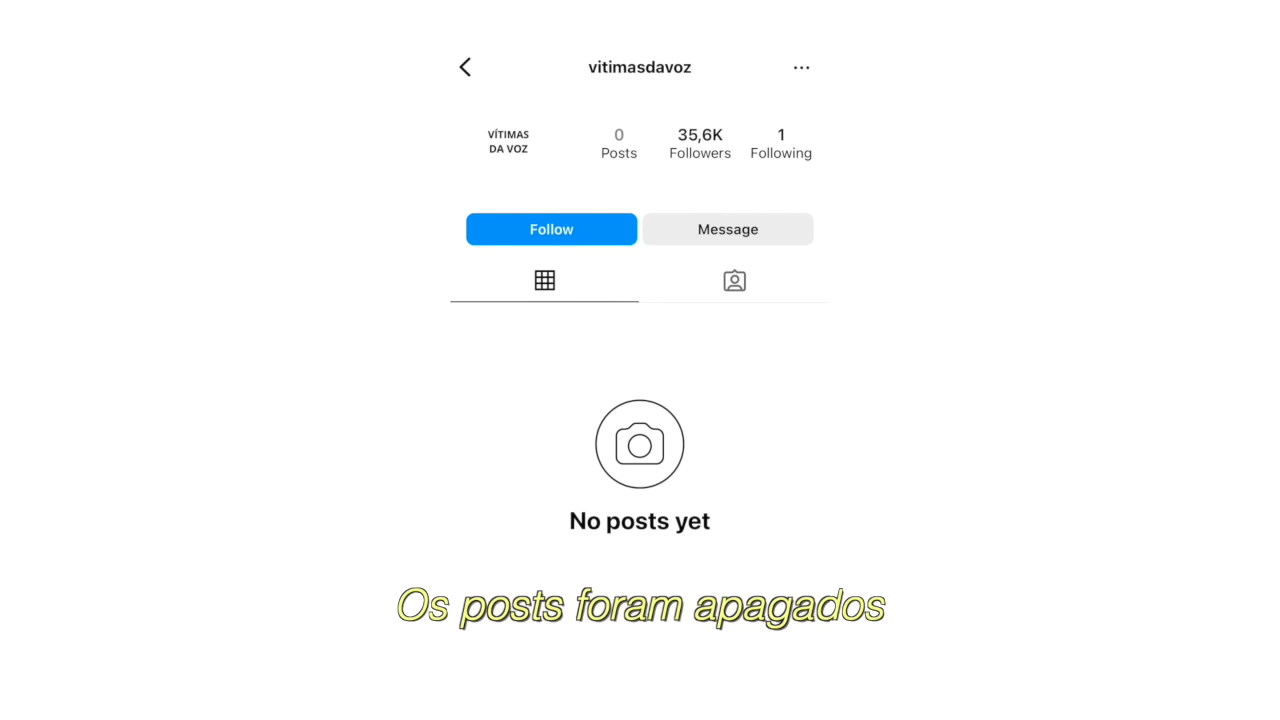 vitimasdavoz
VÍTIMAS
DA VOZ
0
Posts
35,6K
Followers
1
Following
Follow
Message
No posts yet
Os posts foram apagados